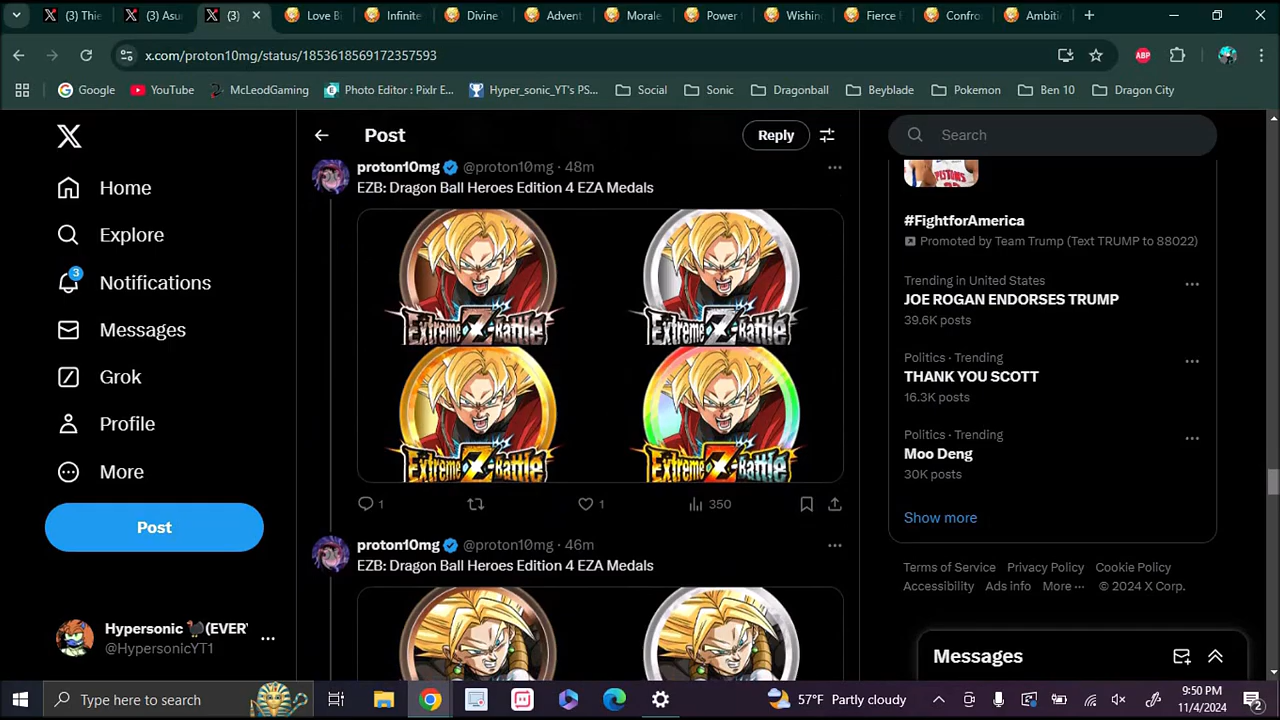 (3) Thie
(3) Asu
(3)
Love B
Infinite
Divine
Advent
Morale
Power
Wishin
Fierce
Confro
Ambiti
x.com/proton10mg/status/1853618569172357593
ABP
Google
YouTube
McLeodGaming
Photo Editor : Pixlr E...
Hyper_sonic_YT's PS...
Social
Sonic
Dragonball
Beyblade
Pokemon
Ben 10
Dragon City
Home
Explore
3
Notifications
Messages
Grok
Profile
More
Post
Hypersonic 🦃(EVER
@HypersonicYT1
Post
Reply
proton10mg @proton10mg · 48m
EZB: Dragon Ball Heroes Edition 4 EZA Medals
Extreme Z-Battle
Extreme Z-Battle
Extreme Z-Battle
Extreme Z-Battle
1
1
350
proton10mg @proton10mg · 46m
EZB: Dragon Ball Heroes Edition 4 EZA Medals
Search
PISTONS
#FightforAmerica
Promoted by Team Trump (Text TRUMP to 88022)
Trending in United States
JOE ROGAN ENDORSES TRUMP
39.6K posts
Politics · Trending
THANK YOU SCOTT
16.3K posts
Politics · Trending
Moo Deng
30K posts
Show more
Terms of Service Privacy Policy Cookie Policy
Accessibility Ads info More ··· © 2024 X Corp.
Messages
Type here to search
57°F Partly cloudy
:50 PM
11/4/2024
2